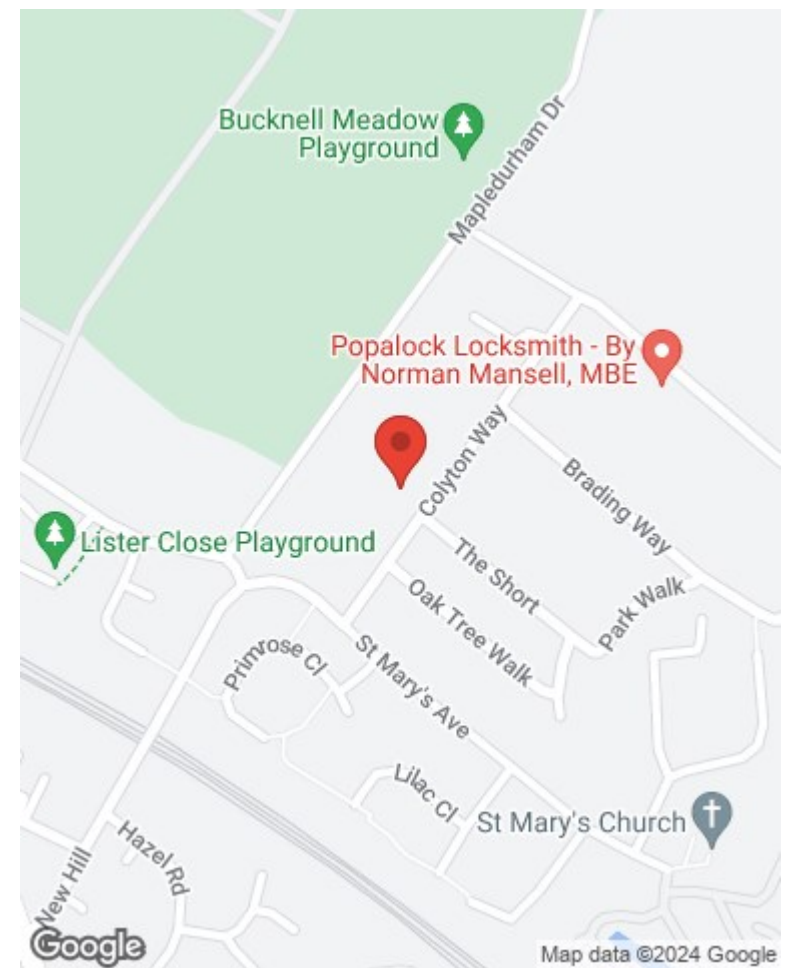 Bucknell Meadow
Playground
Mapledurham Dr
Popalock Locksmith - By
Norman Mansell, MBE
Colyton Way
Brading Way
Lister Close Playground
The Short
Park Walk
Oak Tree Walk
Primrose Cl
St Mary's Ave
Lilac Cl
St Mary's Church
Hazel Rd
New Hill
Google
Map data ©2024 Google